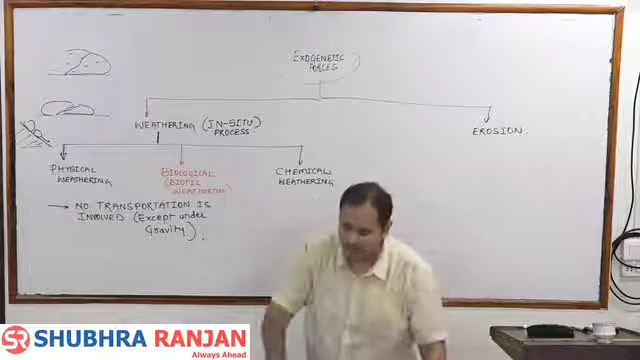 EXOGENETIC
FORCES
WEATHERING (IN-SITU)
PROCESS
EROSION.
PHYSICAL
WEATHERING
BIOLOGICAL
(BIOTIC
WEATHERING)
CHEMICAL
WEATHERING
→ NO TRANSPORTATION IS
INVOLVED (Except under
Gravity).
SR SHUBHRA RANJAN
Always Ahead